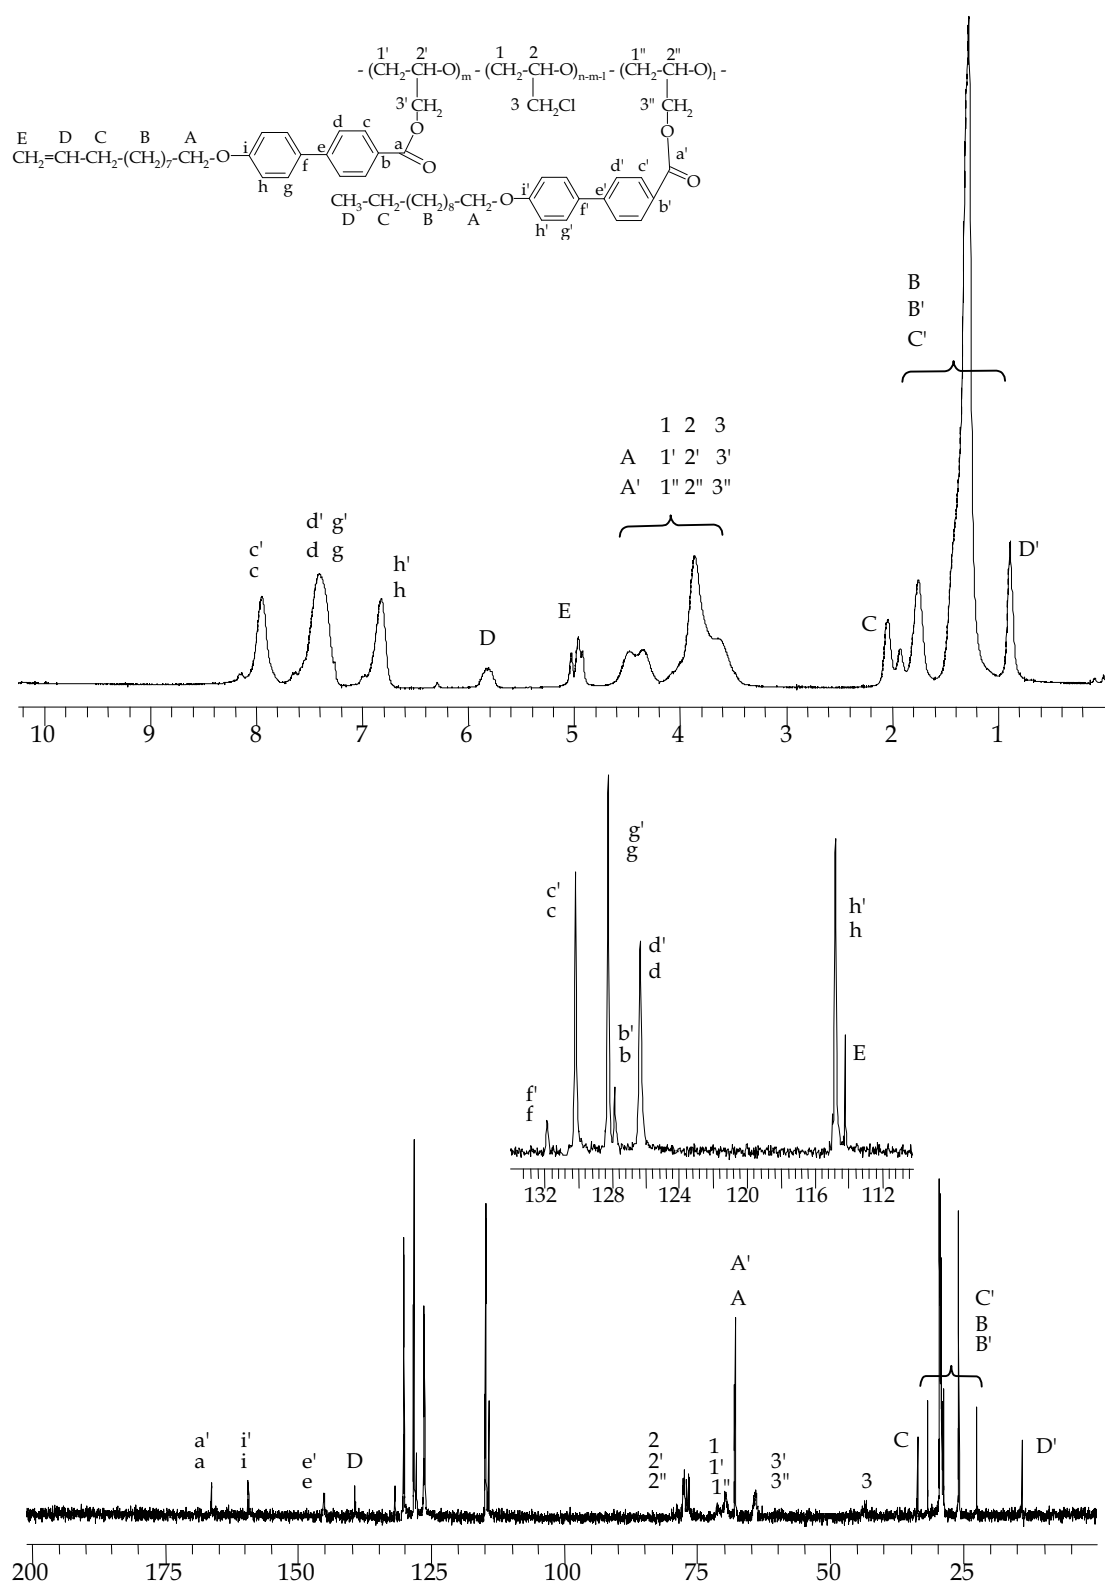 1' 2' 1 2 1" 2"
- (CH2-CH-O)m - (CH2-CH-O)n-m-l - (CH2-CH-O)l -
3' CH2 3 CH2Cl 3" CH2
O O
E D C B A i d c e a a'
CH2=CH-CH2-(CH2)7-CH2-O f b O d' c' O
h g i' e'
CH3-CH2-(CH2)8-CH2-O f' b'
D C B A h' g'
B
B'
C'
1 2 3
A 1' 2' 3'
A' 1" 2" 3"
c'
c
d' g'
d g
h'
h
D
E
C
D'
10 9 8 7 6 5 4 3 2 1
g'
g
c'
c
h'
h
d'
d
b'
b
E
f'
f
132 128 124 120 116 112
A'
A
C'
B
B'
a'
a
i'
i
e'
e
D
2
2'
2"
1
1'
1"
3'
3"
3
C
D'
200 175 150 125 100 75 50 25